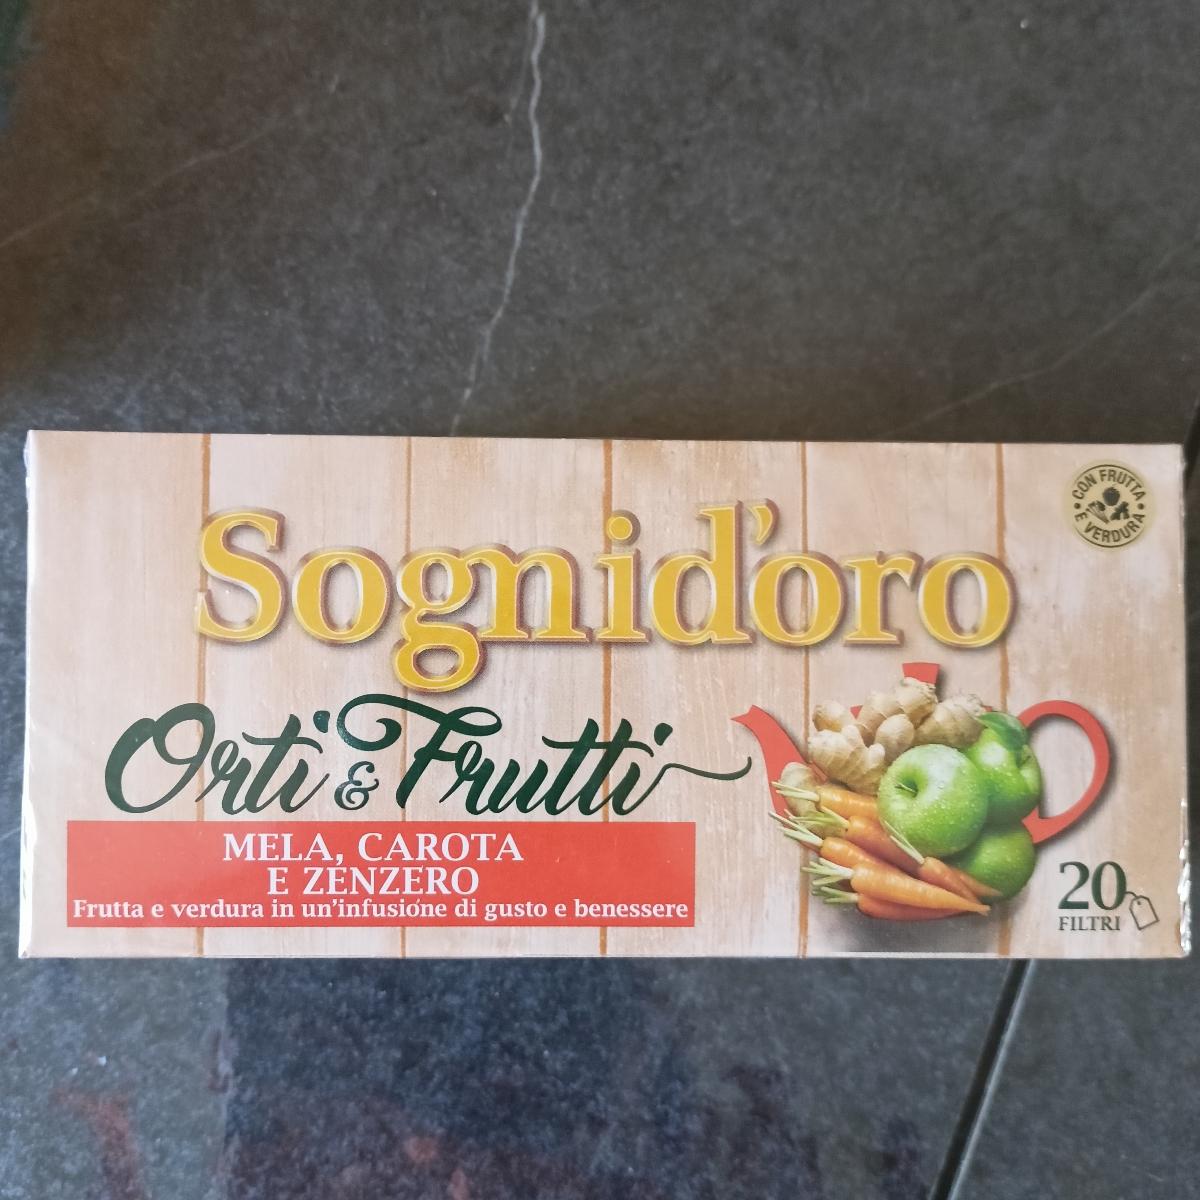 CON FRUTTA
E VERDURA
Sognid'oro
Orti & Frutti
MELA, CAROTA
E ZENZERO
Frutta e verdura in un'infusione di gusto e benessere
20
FILTRI